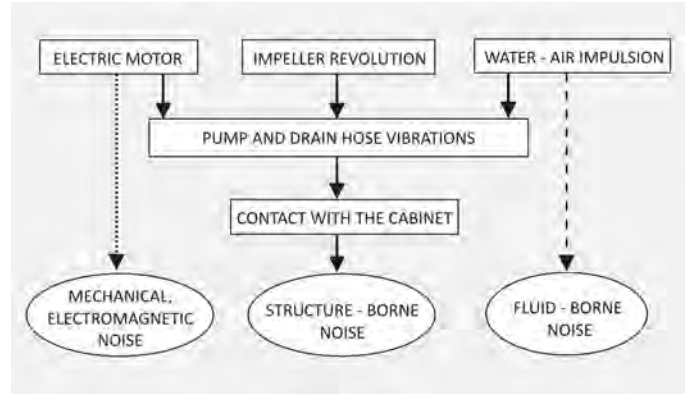 ELECTRIC MOTOR
IMPELLER REVOLUTION
WATER - AIR IMPULSION
PUMP AND DRAIN HOSE VIBRATIONS
CONTACT WITH THE CABINET
MECHANICAL,
ELECTROMAGNETIC
NOISE
STRUCTURE - BORNE
NOISE
FLUID - BORNE
NOISE